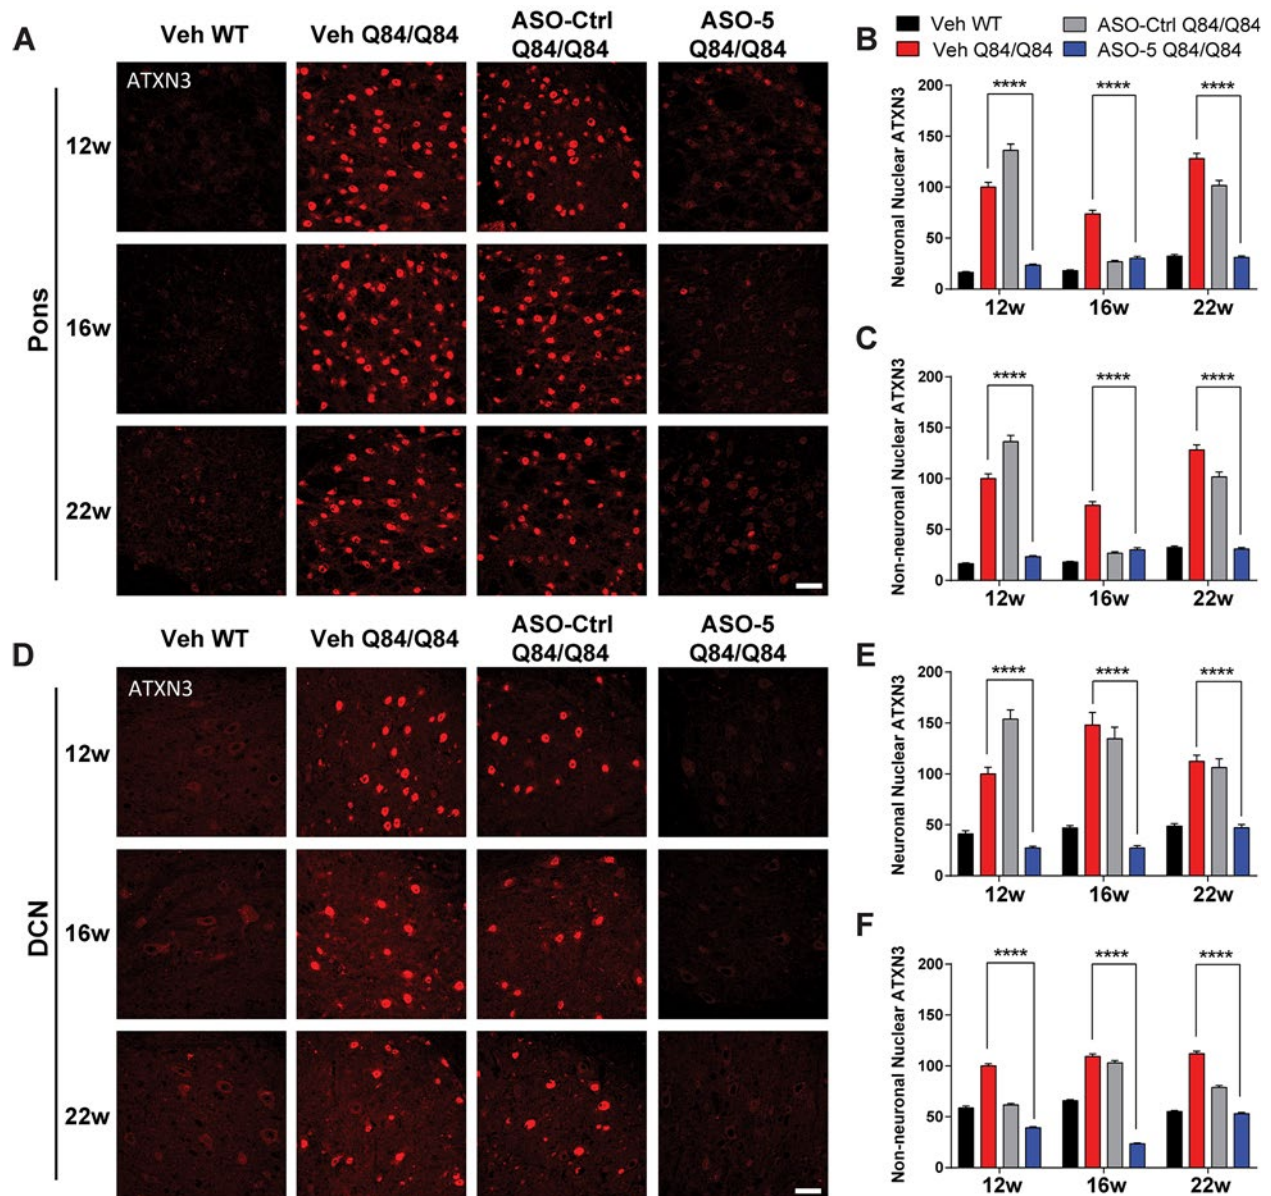 A
Veh WT
Veh Q84/Q84
ASO-Ctrl
Q84/Q84
ASO-5
Q84/Q84
ATXN3
12w
16w
22w
Pons
B
Veh WT
ASO-Ctrl Q84/Q84
Veh Q84/Q84
ASO-5 Q84/Q84
Neuronal Nuclear ATXN3
200
150
100
50
0
****
****
****
12w
16w
22w
C
Non-neuronal Nuclear ATXN3
200
150
100
50
0
****
****
****
12w
16w
22w
D
Veh WT
Veh Q84/Q84
ASO-Ctrl
Q84/Q84
ASO-5
Q84/Q84
ATXN3
12w
16w
22w
DCN
E
Neuronal Nuclear ATXN3
200
150
100
50
0
****
****
****
12w
16w
22w
F
Non-neuronal Nuclear ATXN3
200
150
100
50
0
****
****
****
12w
16w
22w